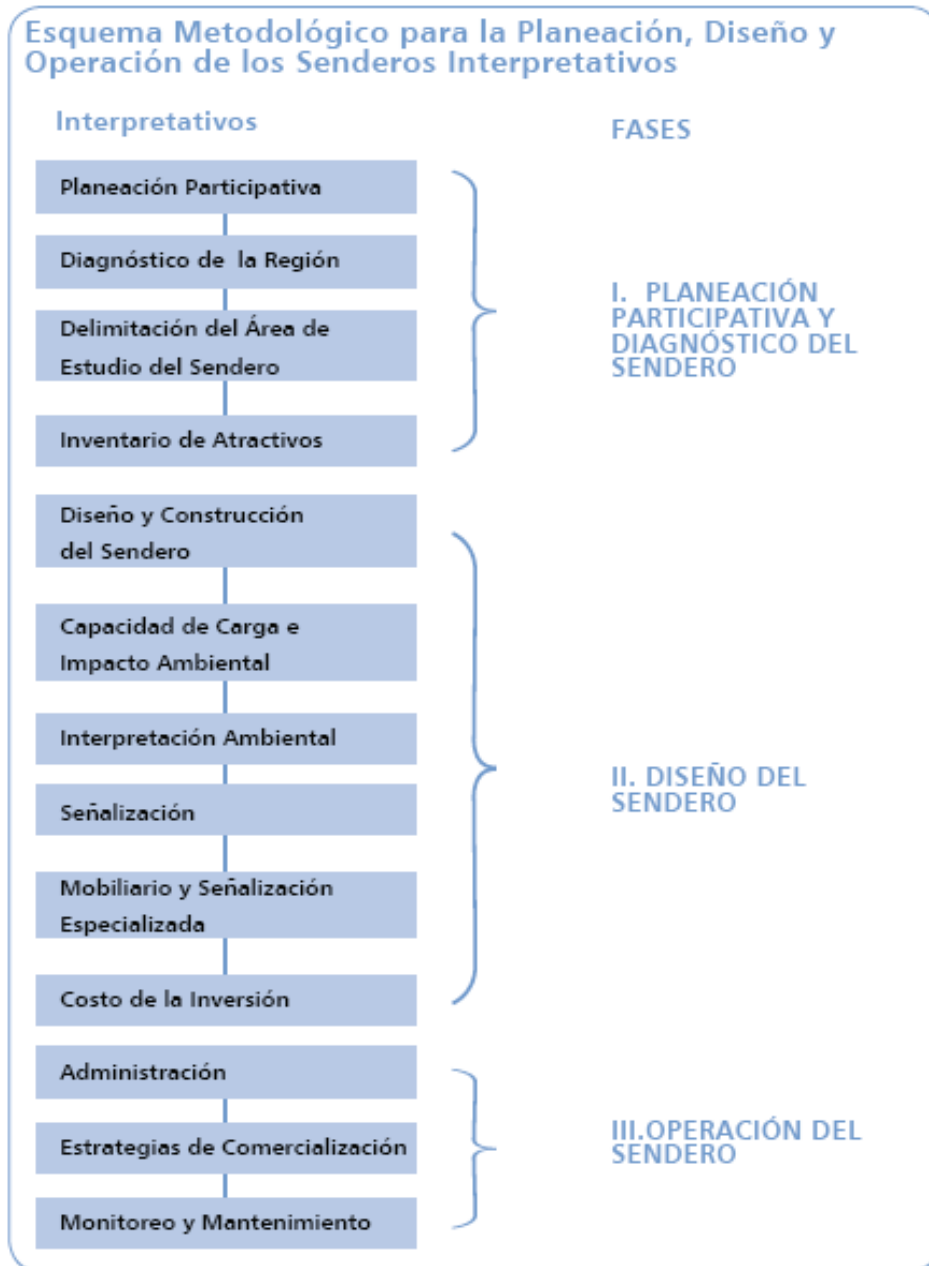 Esquema Metodológico para la Planeación, Diseño y
Operación de los Senderos Interpretativos
Interpretativos
FASES
Planeación Participativa
Diagnóstico de la Región
Delimitación del Área de
Estudio del Sendero
Inventario de Atractivos
I. PLANEACIÓN
PARTICIPATIVA Y
DIAGNÓSTICO DEL
SENDERO
Diseño y Construcción
del Sendero
Capacidad de Carga e
Impacto Ambiental
Interpretación Ambiental
Señalización
Mobiliario y Señalización
Especializada
Costo de la Inversión
II. DISEÑO DEL
SENDERO
Administración
Estrategias de Comercialización
Monitoreo y Mantenimiento
III.OPERACIÓN DEL
SENDERO